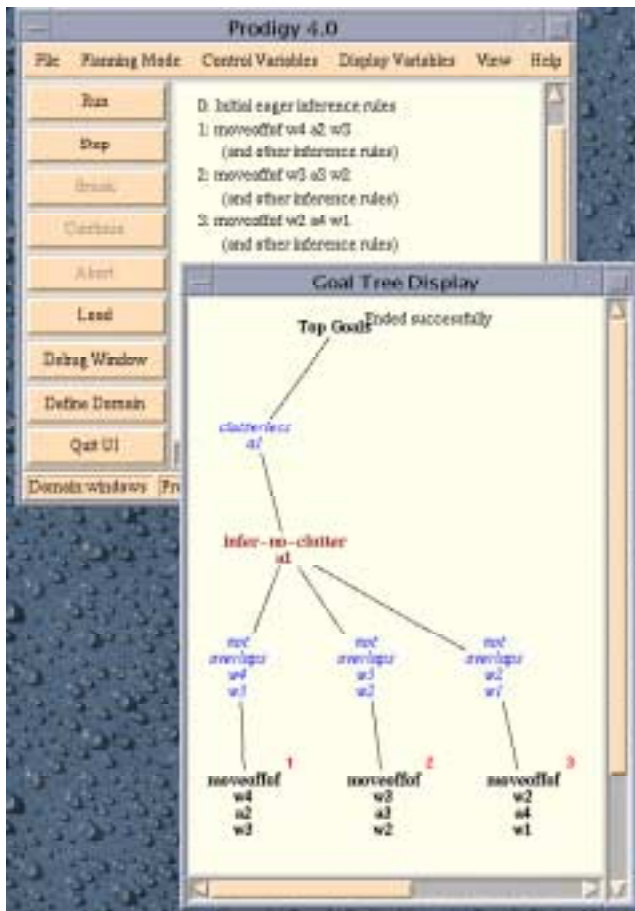 Prodigy 4.0
File Planning Mode Control Variables Display Variables View Help
Run
Step
Break
Continue
Abort
Load
Debug Window
Define Domain
Quit UI
0: Initial eager inference rules
1: moveoffof w4 a2 w3
(and other inference rules)
2: moveoffof w3 a3 w2
(and other inference rules)
3: moveoffof w2 a4 w1
(and other inference rules)
Domain:windows
Goal Tree Display
Top Goals
Ended successfully
clutterless
a1
infer-no-clutter
a1
not
overlaps
w4
w3
not
overlaps
w3
w2
not
overlaps
w2
w1
1
moveoffof
w4
a2
w3
2
moveoffof
w3
a3
w2
3
moveoffof
w2
a4
w1